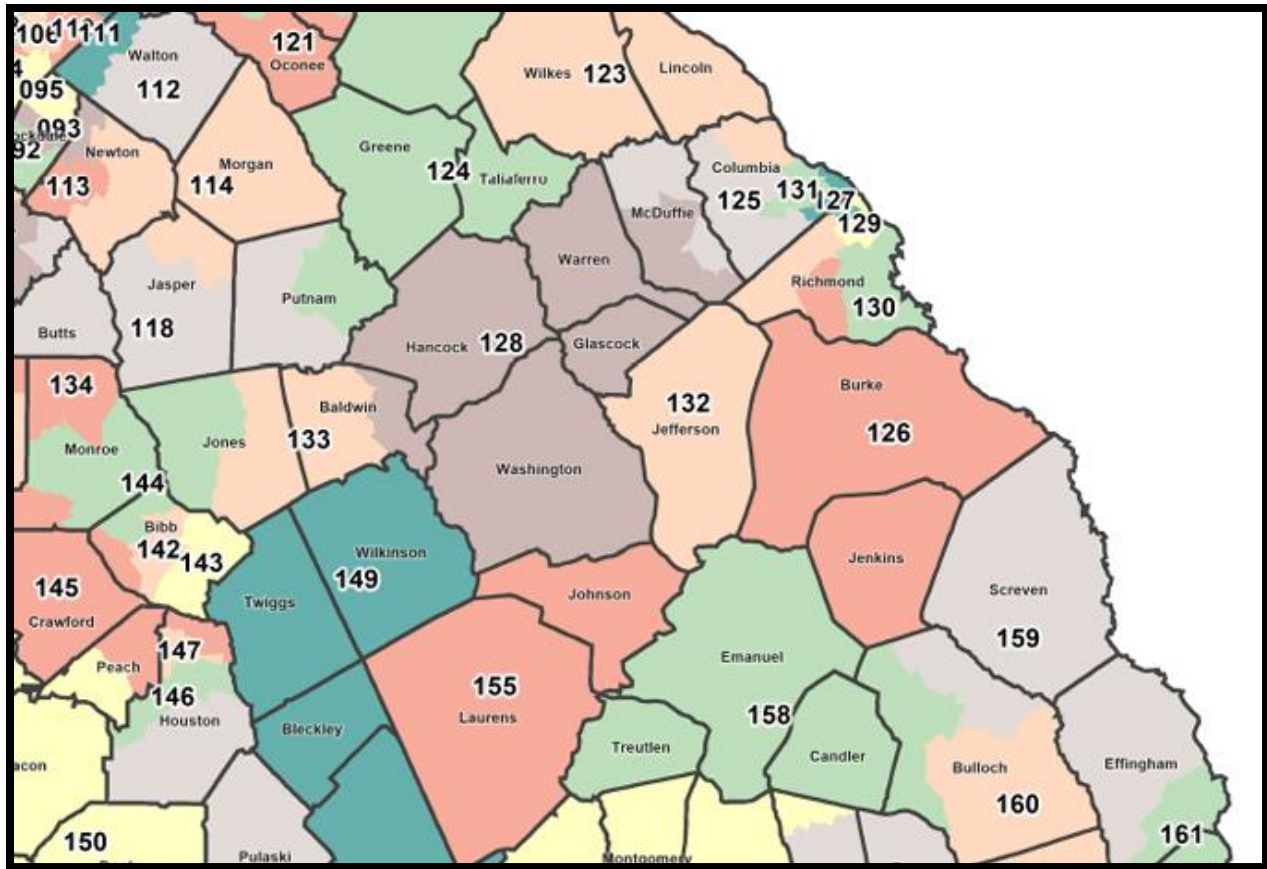 111
121
Walton
Oconee
Wilkes 123 Lincoln
112
095
093
92
Newton
Greene
Morgan
124
Taliaferro
Columbia
113
114
125
131
127
McDuffie
129
Warren
Jasper
Putnam
Richmond
130
118
Butts
Hancock 128
Glascock
134
Burke
132
Baldwin
Jefferson
126
Monroe
Jones
133
Washington
144
Bibb
142
143
Wilkinson
Jenkins
149
145
Twiggs
Johnson
Screven
Crawford
159
147
Peach
Emanuel
155
146
Houston
Laurens
158
Bleckley
Treutlen
Candler
acon
Bulloch
Effingham
160
150
161
Pulaski
Montgomery